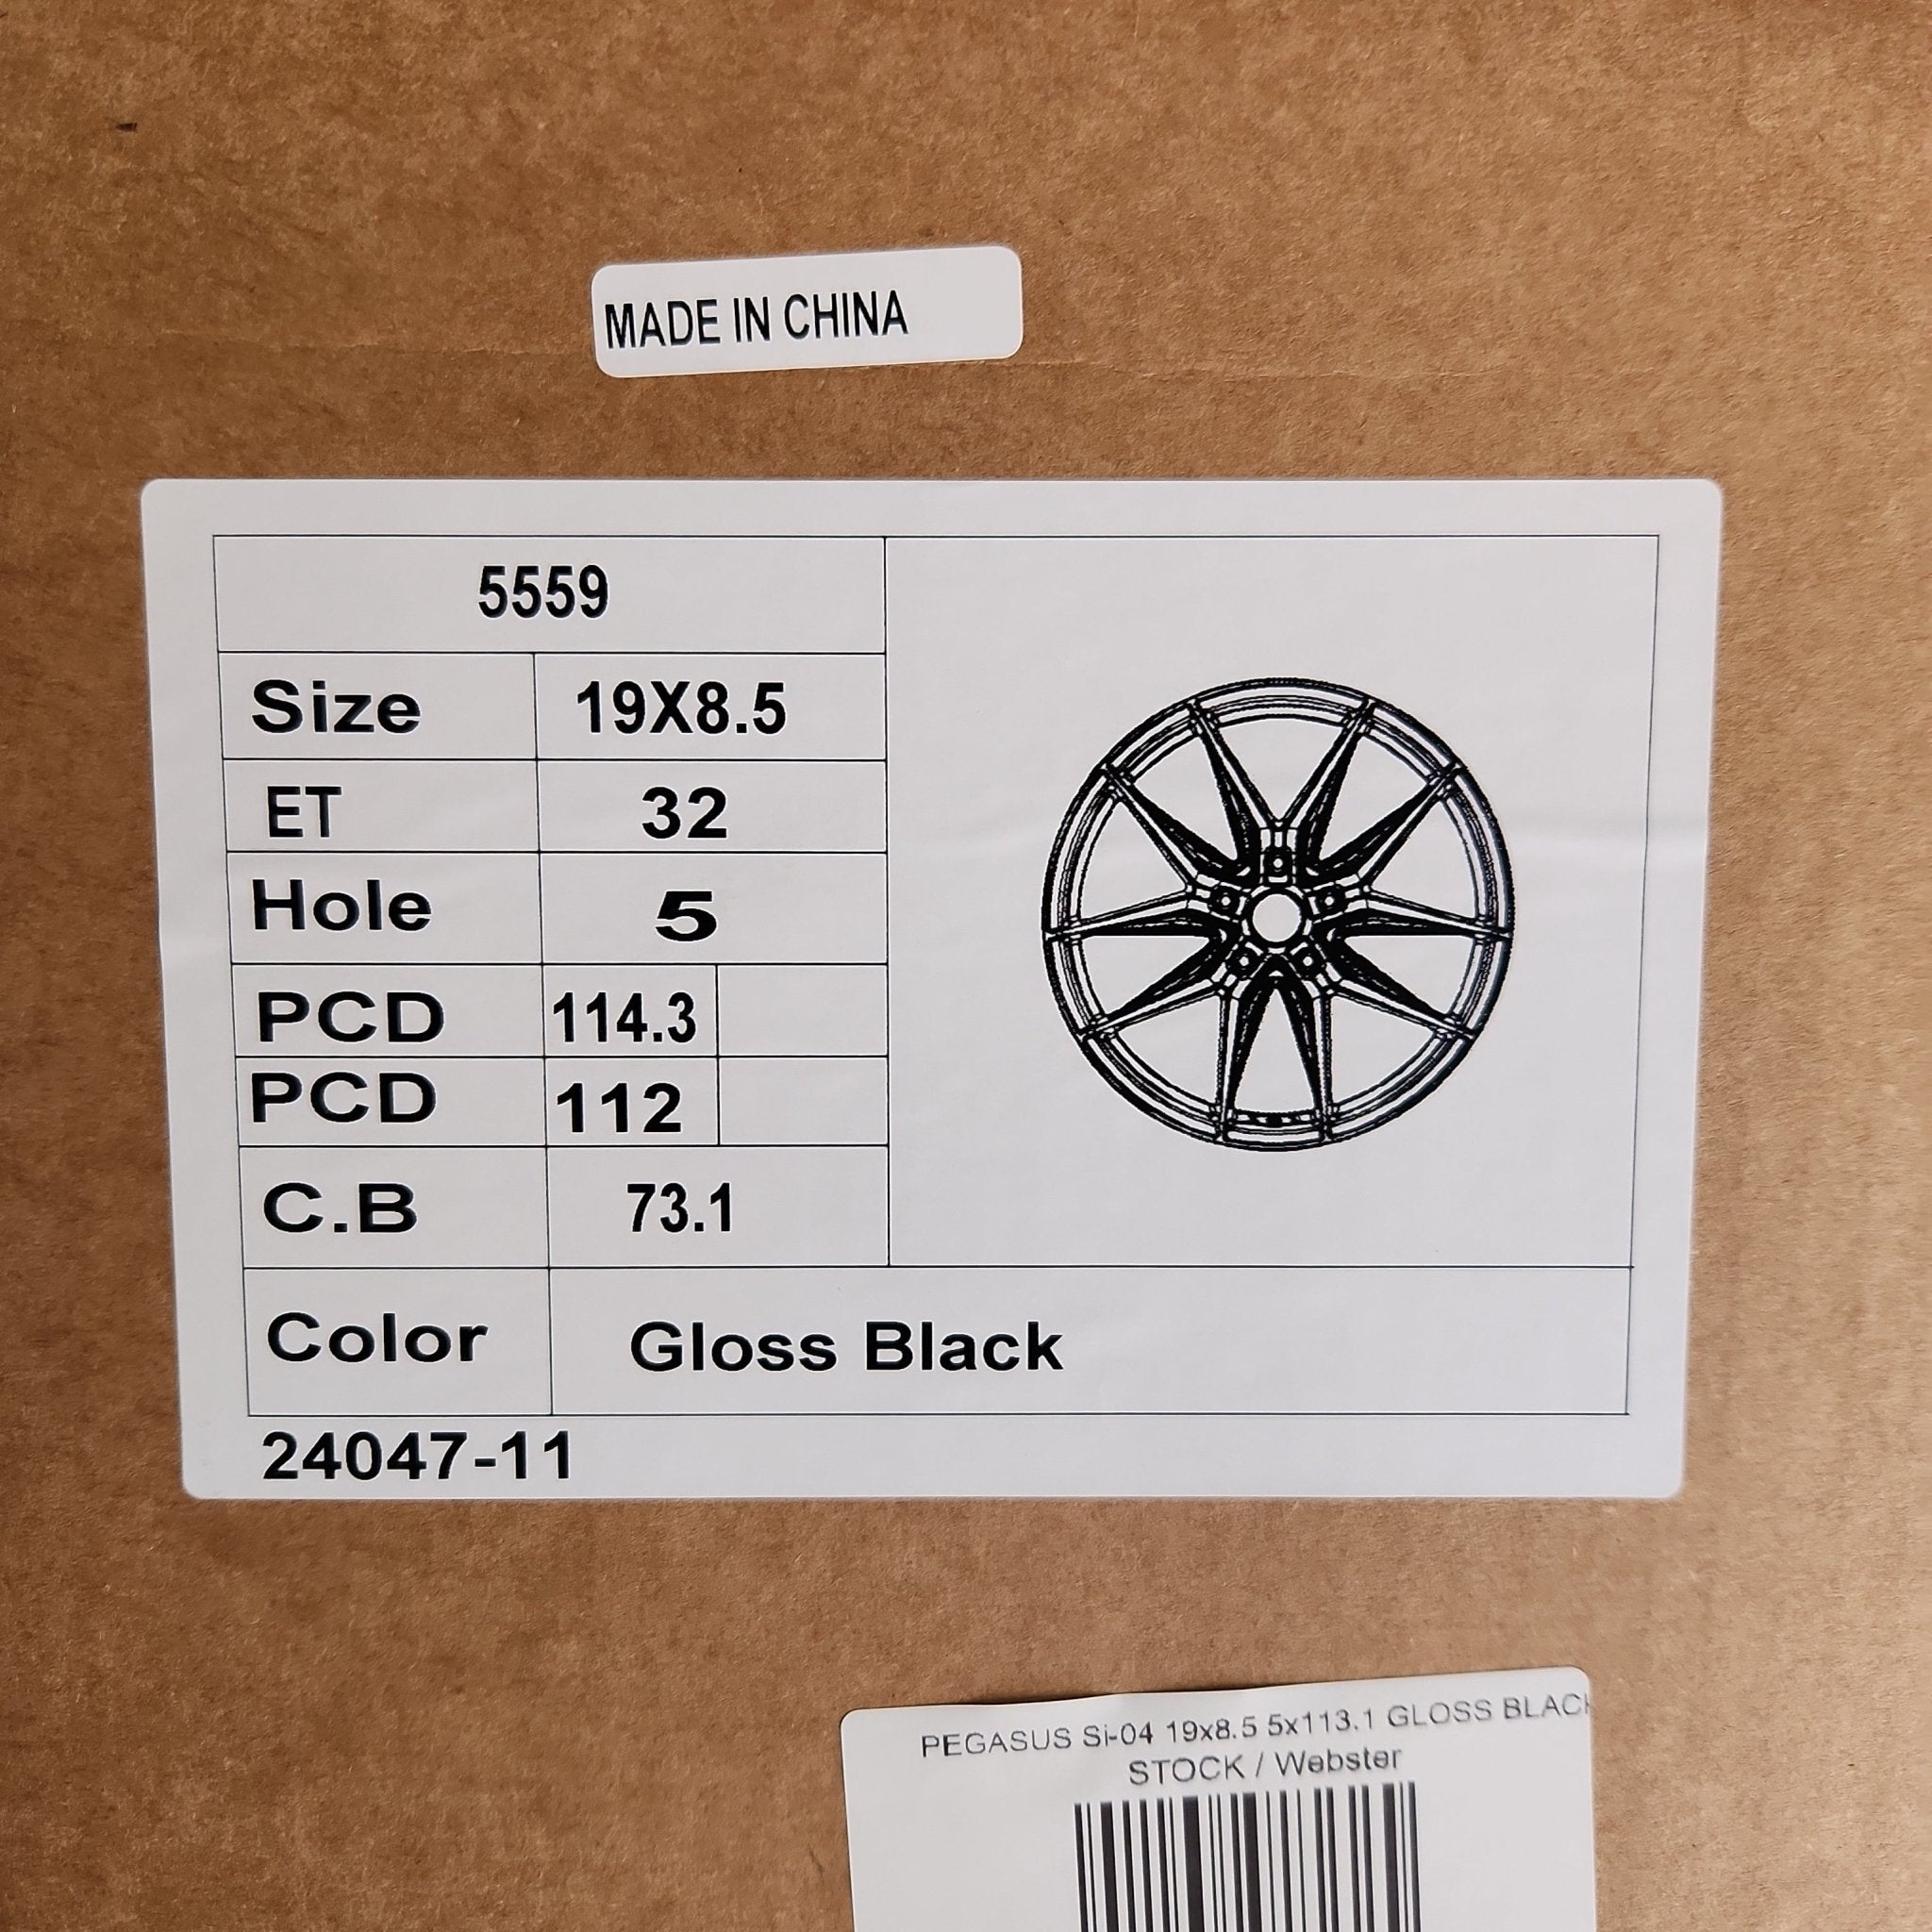 MADE IN CHINA
5559
Size 19X8.5
ET 32
Hole 5
PCD 114.3
PCD 112
C.B 73.1
Color Gloss Black
24047-11
PEGASUS Si-04 19x8.5 5x113.1 GLOSS BLACK
STOCK / Webster